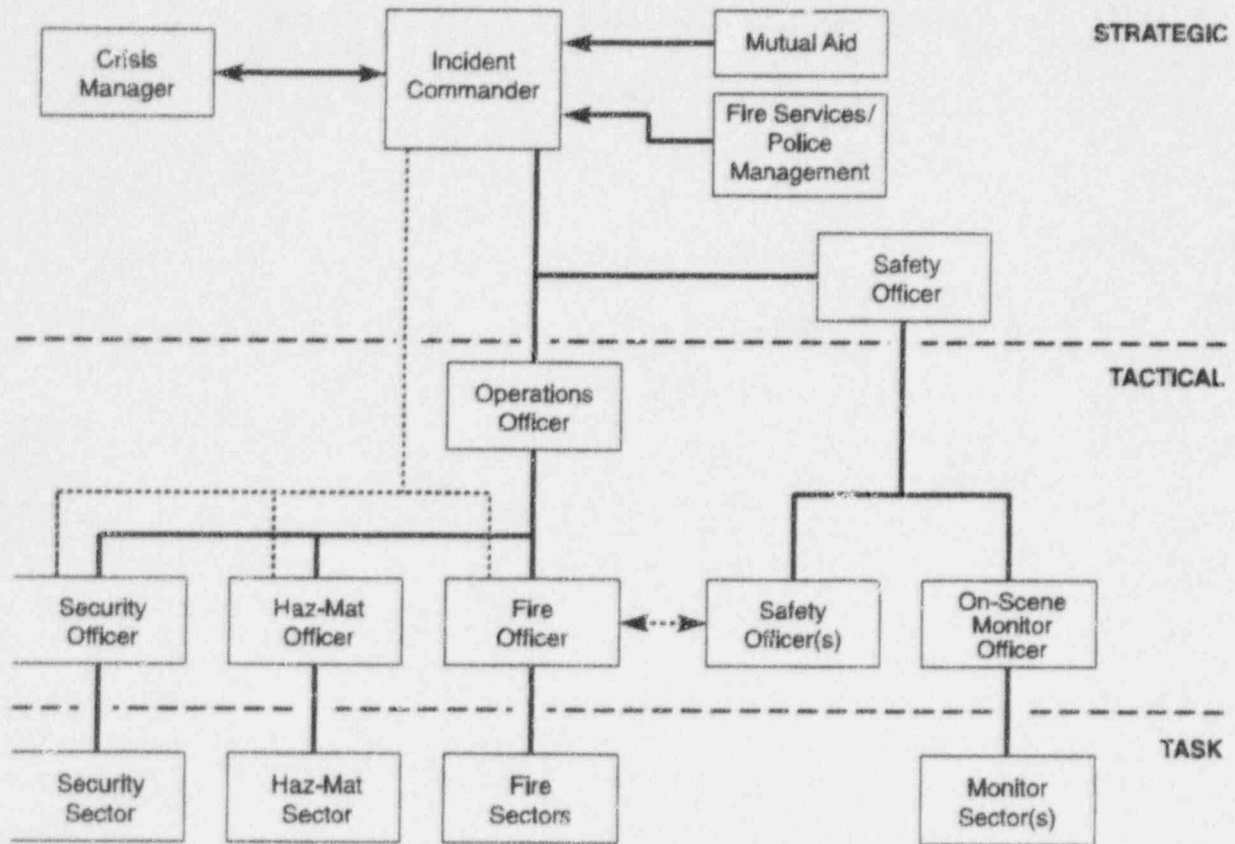 STRATEGIC
Crisis
Manager
Incident
Commander
Mutual Aid
Fire Services/
Police
Management
Safety
Officer
TACTICAL
Operations
Officer
Security
Officer
Haz-Mat
Officer
Fire
Officer
Safety
Officer(s)
On-Scene
Monitor
Officer
TASK
Security
Sector
Haz-Mat
Sector
Fire
Sectors
Monitor
Sector(s)